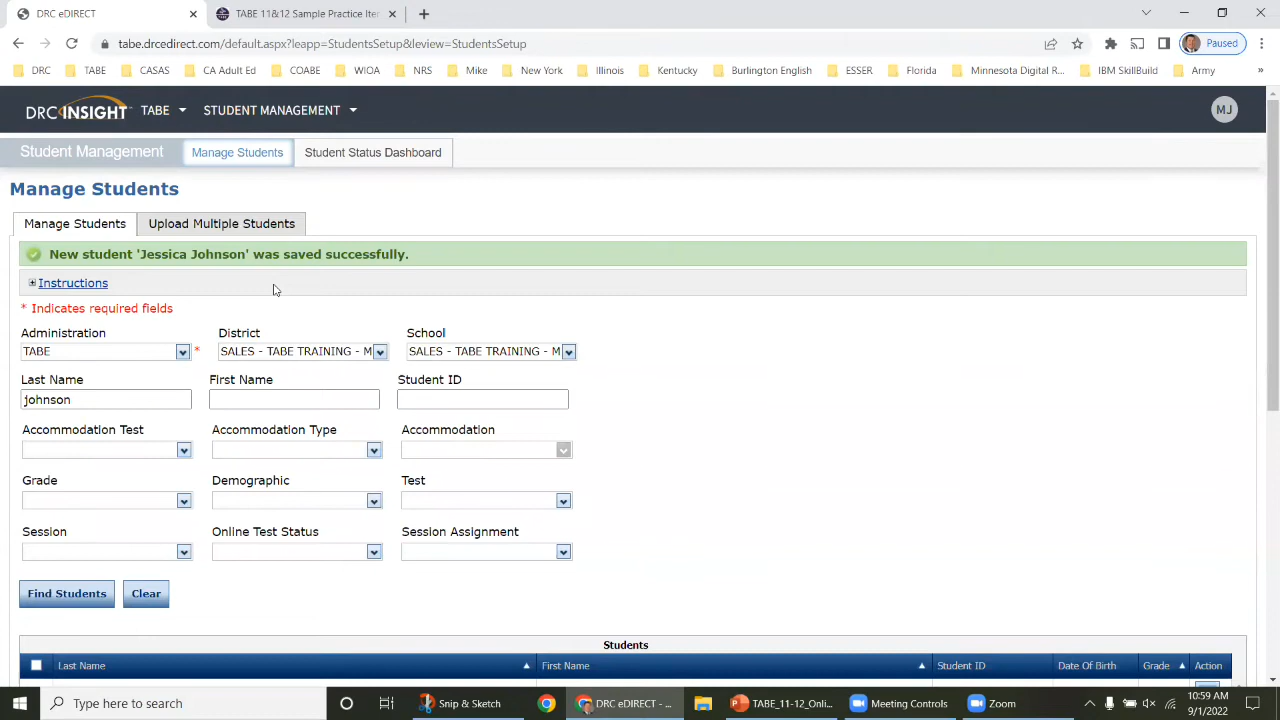 DRC eDIRECT
TABE 11&12 Sample Practice Iter
tabe.drcedirect.com/default.aspx?leapp=StudentsSetup&leview=StudentsSetup
Paused
DRC TABE CASAS CA Adult Ed COABE WIOA NRS Mike New York Illinois Kentucky Burlington English ESSER Florida Minnesota Digital R... IBM SkillBuild Army »
DRC INSIGHT TABE STUDENT MANAGEMENT MJ
Student Management Manage Students Student Status Dashboard
Manage Students
Manage Students Upload Multiple Students
New student 'Jessica Johnson' was saved successfully.
Instructions
* Indicates required fields
Administration District School
TABE * SALES - TABE TRAINING - M SALES - TABE TRAINING - M
Last Name First Name Student ID
johnson
Accommodation Test Accommodation Type Accommodation
Grade Demographic Test
Session Online Test Status Session Assignment
Find Students Clear
Students
Last Name First Name Student ID Date Of Birth Grade Action
Type here to search Snip & Sketch DRC eDIRECT - ... TABE_11-12_Onli... Meeting Controls Zoom 10:59 AM
9/1/2022